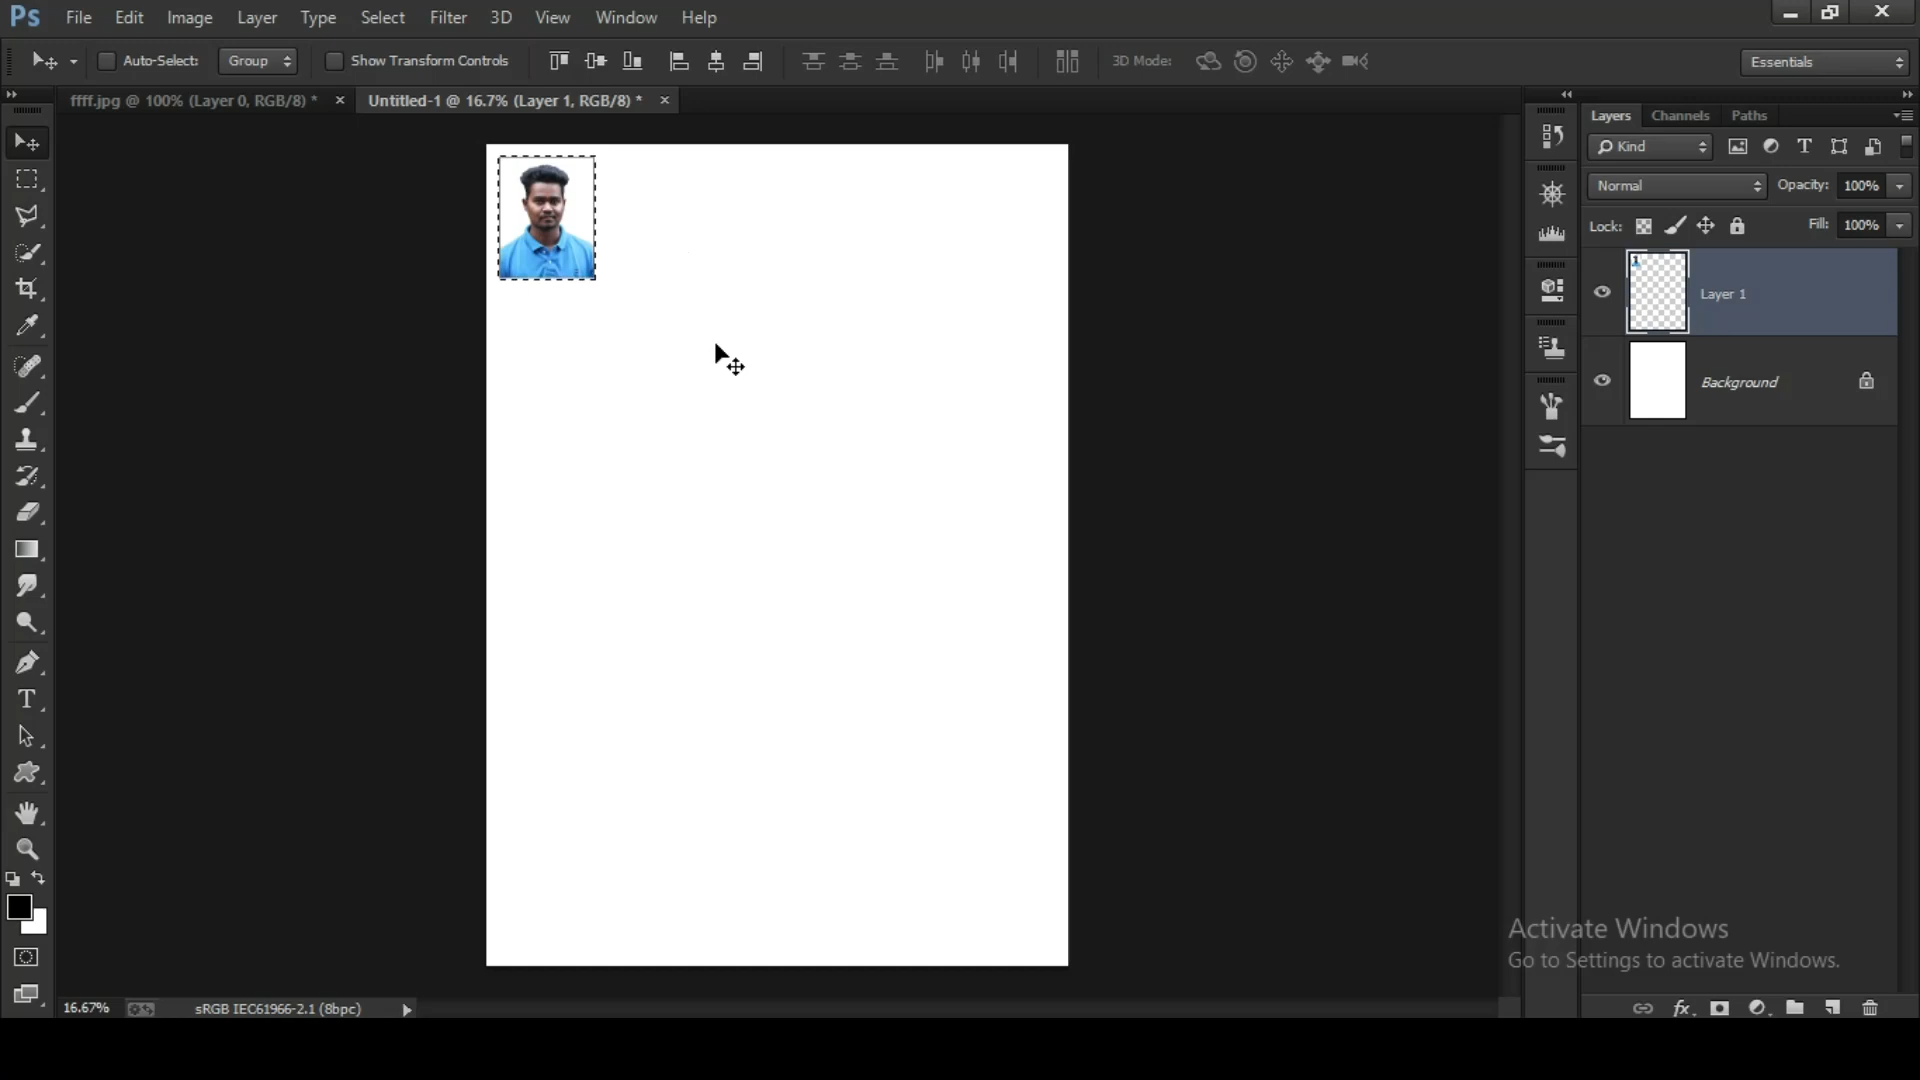 Ps File Edit Image Layer Type Select Filter 3D View Window Help
Auto-Select: Group Show Transform Controls 3D Mode: Essentials
ffff.jpg @ 100% (Layer 0, RGB/8) * × Untitled-1 @ 16.7% (Layer 1, RGB/8) * ×
Layers Channels Paths
Kind
Normal Opacity: 100%
Lock: Fill: 100%
Layer 1
Background
Activate Windows
Go to Settings to activate Windows.
16.67% sRGB IEC61966-2.1 (8bpc)